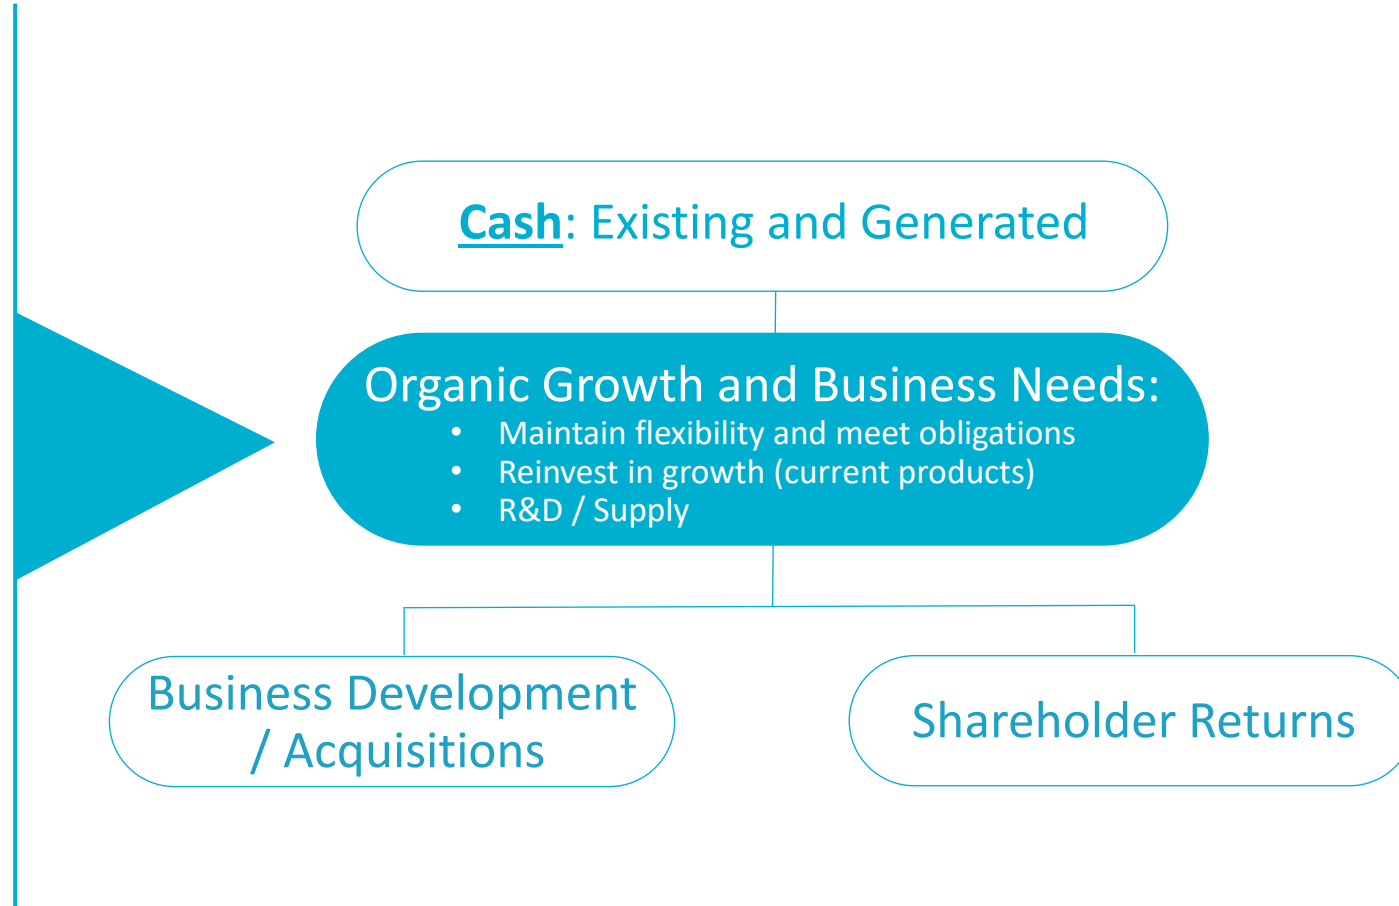 Cash: Existing and Generated
Organic Growth and Business Needs:
• Maintain flexibility and meet obligations
• Reinvest in growth (current products)
• R&D / Supply
Business Development
/ Acquisitions
Shareholder Returns